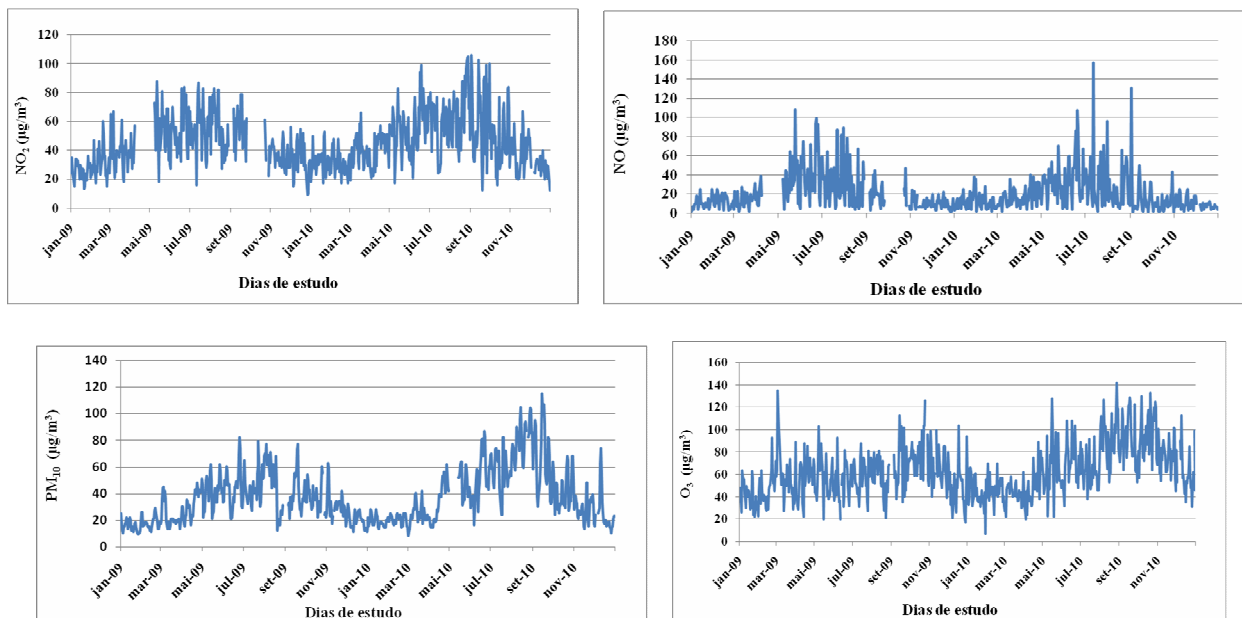 120
100
80
60
40
20
0
NO₂ (µg/m³)
jan-09
mar-09
mai-09
jul-09
set-09
nov-09
jan-10
mar-10
mai-10
jul-10
set-10
nov-10
Dias de estudo
180
160
140
120
100
80
60
40
20
0
NO (µg/m³)
jan-09
mar-09
mai-09
jul-09
set-09
nov-09
jan-10
mar-10
mai-10
jul-10
set-10
nov-10
Dias de estudo
140
120
100
80
60
40
20
0
PM₁₀ (µg/m³)
jan-09
mar-09
mai-09
jul-09
set-09
nov-09
jan-10
mar-10
mai-10
jul-10
set-10
nov-10
Dias de estudo
160
140
120
100
80
60
40
20
0
O₃ (µg/m³)
jan-09
mar-09
mai-09
jul-09
set-09
nov-09
jan-10
mar-10
mai-10
jul-10
set-10
nov-10
Dias de estudo